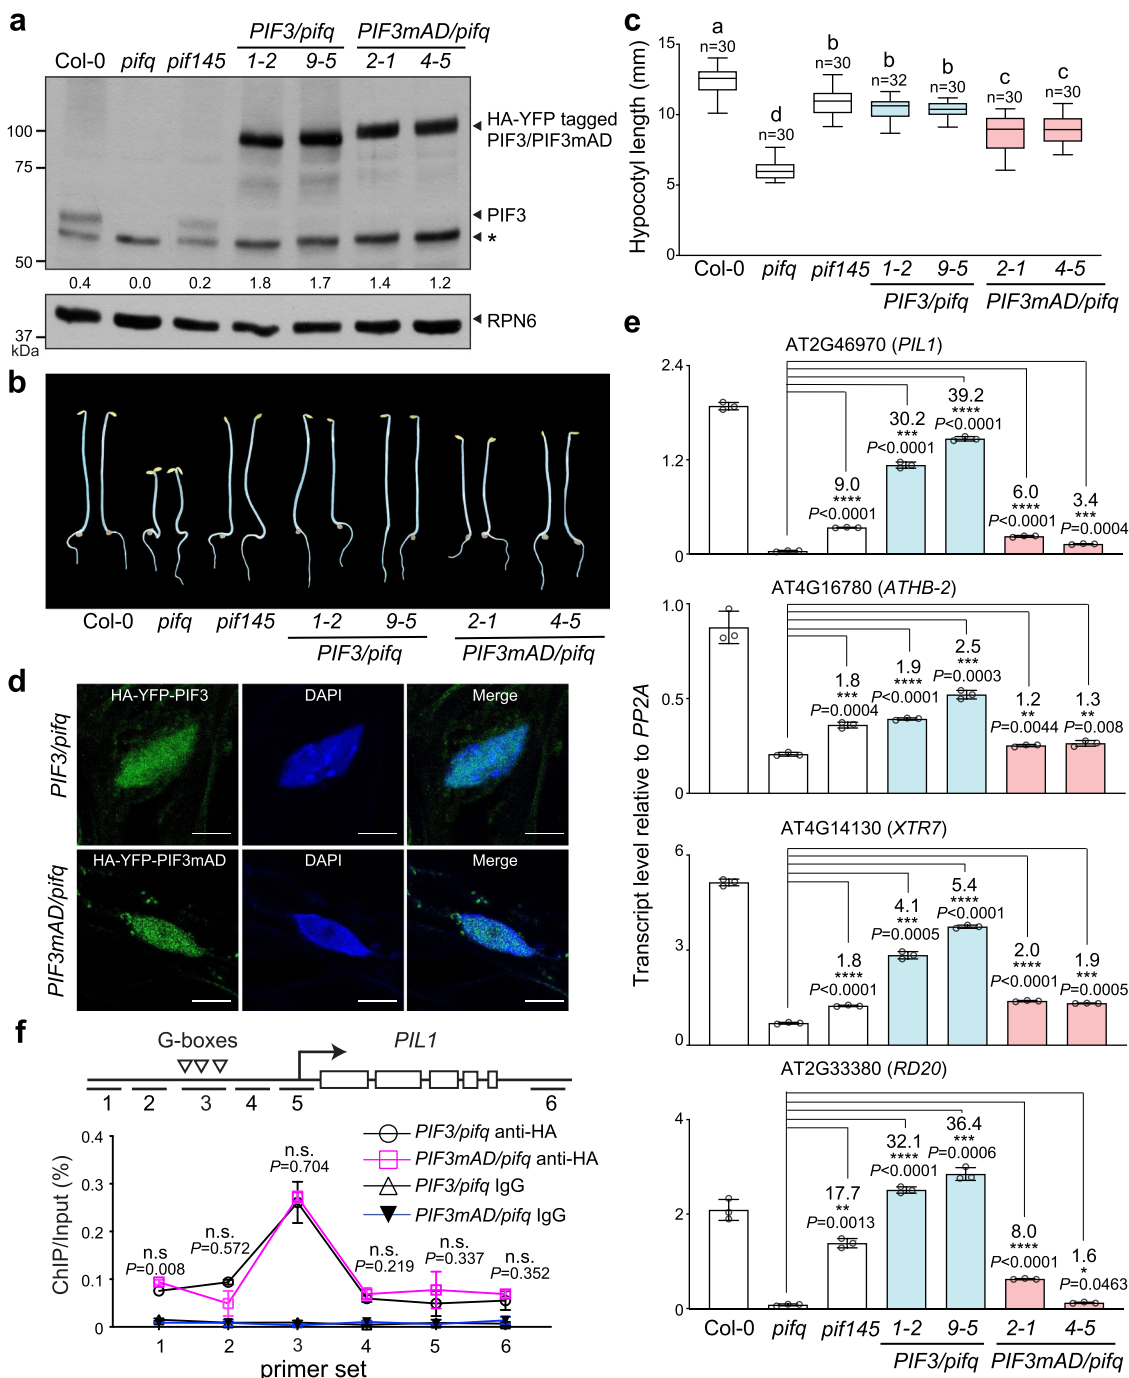 a
PIF3/pifq PIF3mAD/pifq
Col-0 pifq pif145 1-2 9-5 2-1 4-5
100
75
50
37
kDa
HA-YFP tagged
PIF3/PIF3mAD
PIF3
*
0.4 0.0 0.2 1.8 1.7 1.4 1.2
RPN6
b
Col-0 pifq pif145 1-2 9-5 2-1 4-5
PIF3/pifq PIF3mAD/pifq
c
Hypocotyl length (mm)
15
10
5
0
a
n=30
d
n=30
b
n=30
b
n=32
b
n=30
c
n=30
c
n=30
Col-0 pifq pif145 1-2 9-5 2-1 4-5
PIF3/pifq PIF3mAD/pifq
d
HA-YFP-PIF3 DAPI Merge
PIF3/pifq
HA-YFP-PIF3mAD DAPI Merge
PIF3mAD/pifq
e
Transcript level relative to PP2A
AT2G46970 (PIL1)
2.4
1.2
0
9.0
****
P<0.0001
30.2
***
P<0.0001
39.2
****
P<0.0001
6.0
****
P<0.0001
3.4
***
P=0.0004
AT4G16780 (ATHB-2)
1.0
0.5
0
1.8
***
P=0.0004
1.9
****
P<0.0001
2.5
***
P=0.0003
1.2
**
P=0.0044
1.3
**
P=0.008
AT4G14130 (XTR7)
6
3
0
1.8
****
P<0.0001
4.1
***
P=0.0005
5.4
****
P<0.0001
2.0
****
P<0.0001
1.9
***
P=0.0005
AT2G33380 (RD20)
4
2
0
17.7
**
P=0.0013
32.1
****
P<0.0001
36.4
***
P=0.0006
8.0
****
P<0.0001
1.6
*
P=0.0463
Col-0 pifq pif145 1-2 9-5 2-1 4-5
PIF3/pifq PIF3mAD/pifq
f
G-boxes PIL1
1 2 3 4 5 6
PIF3/pifq anti-HA
PIF3mAD/pifq anti-HA
PIF3/pifq IgG
PIF3mAD/pifq IgG
ChIP/Input (%)
0.4
0.3
0.2
0.1
0
n.s
P=0.008
n.s.
P=0.572
n.s.
P=0.704
n.s.
P=0.219
n.s.
P=0.337
n.s.
P=0.352
1 2 3 4 5 6
primer set